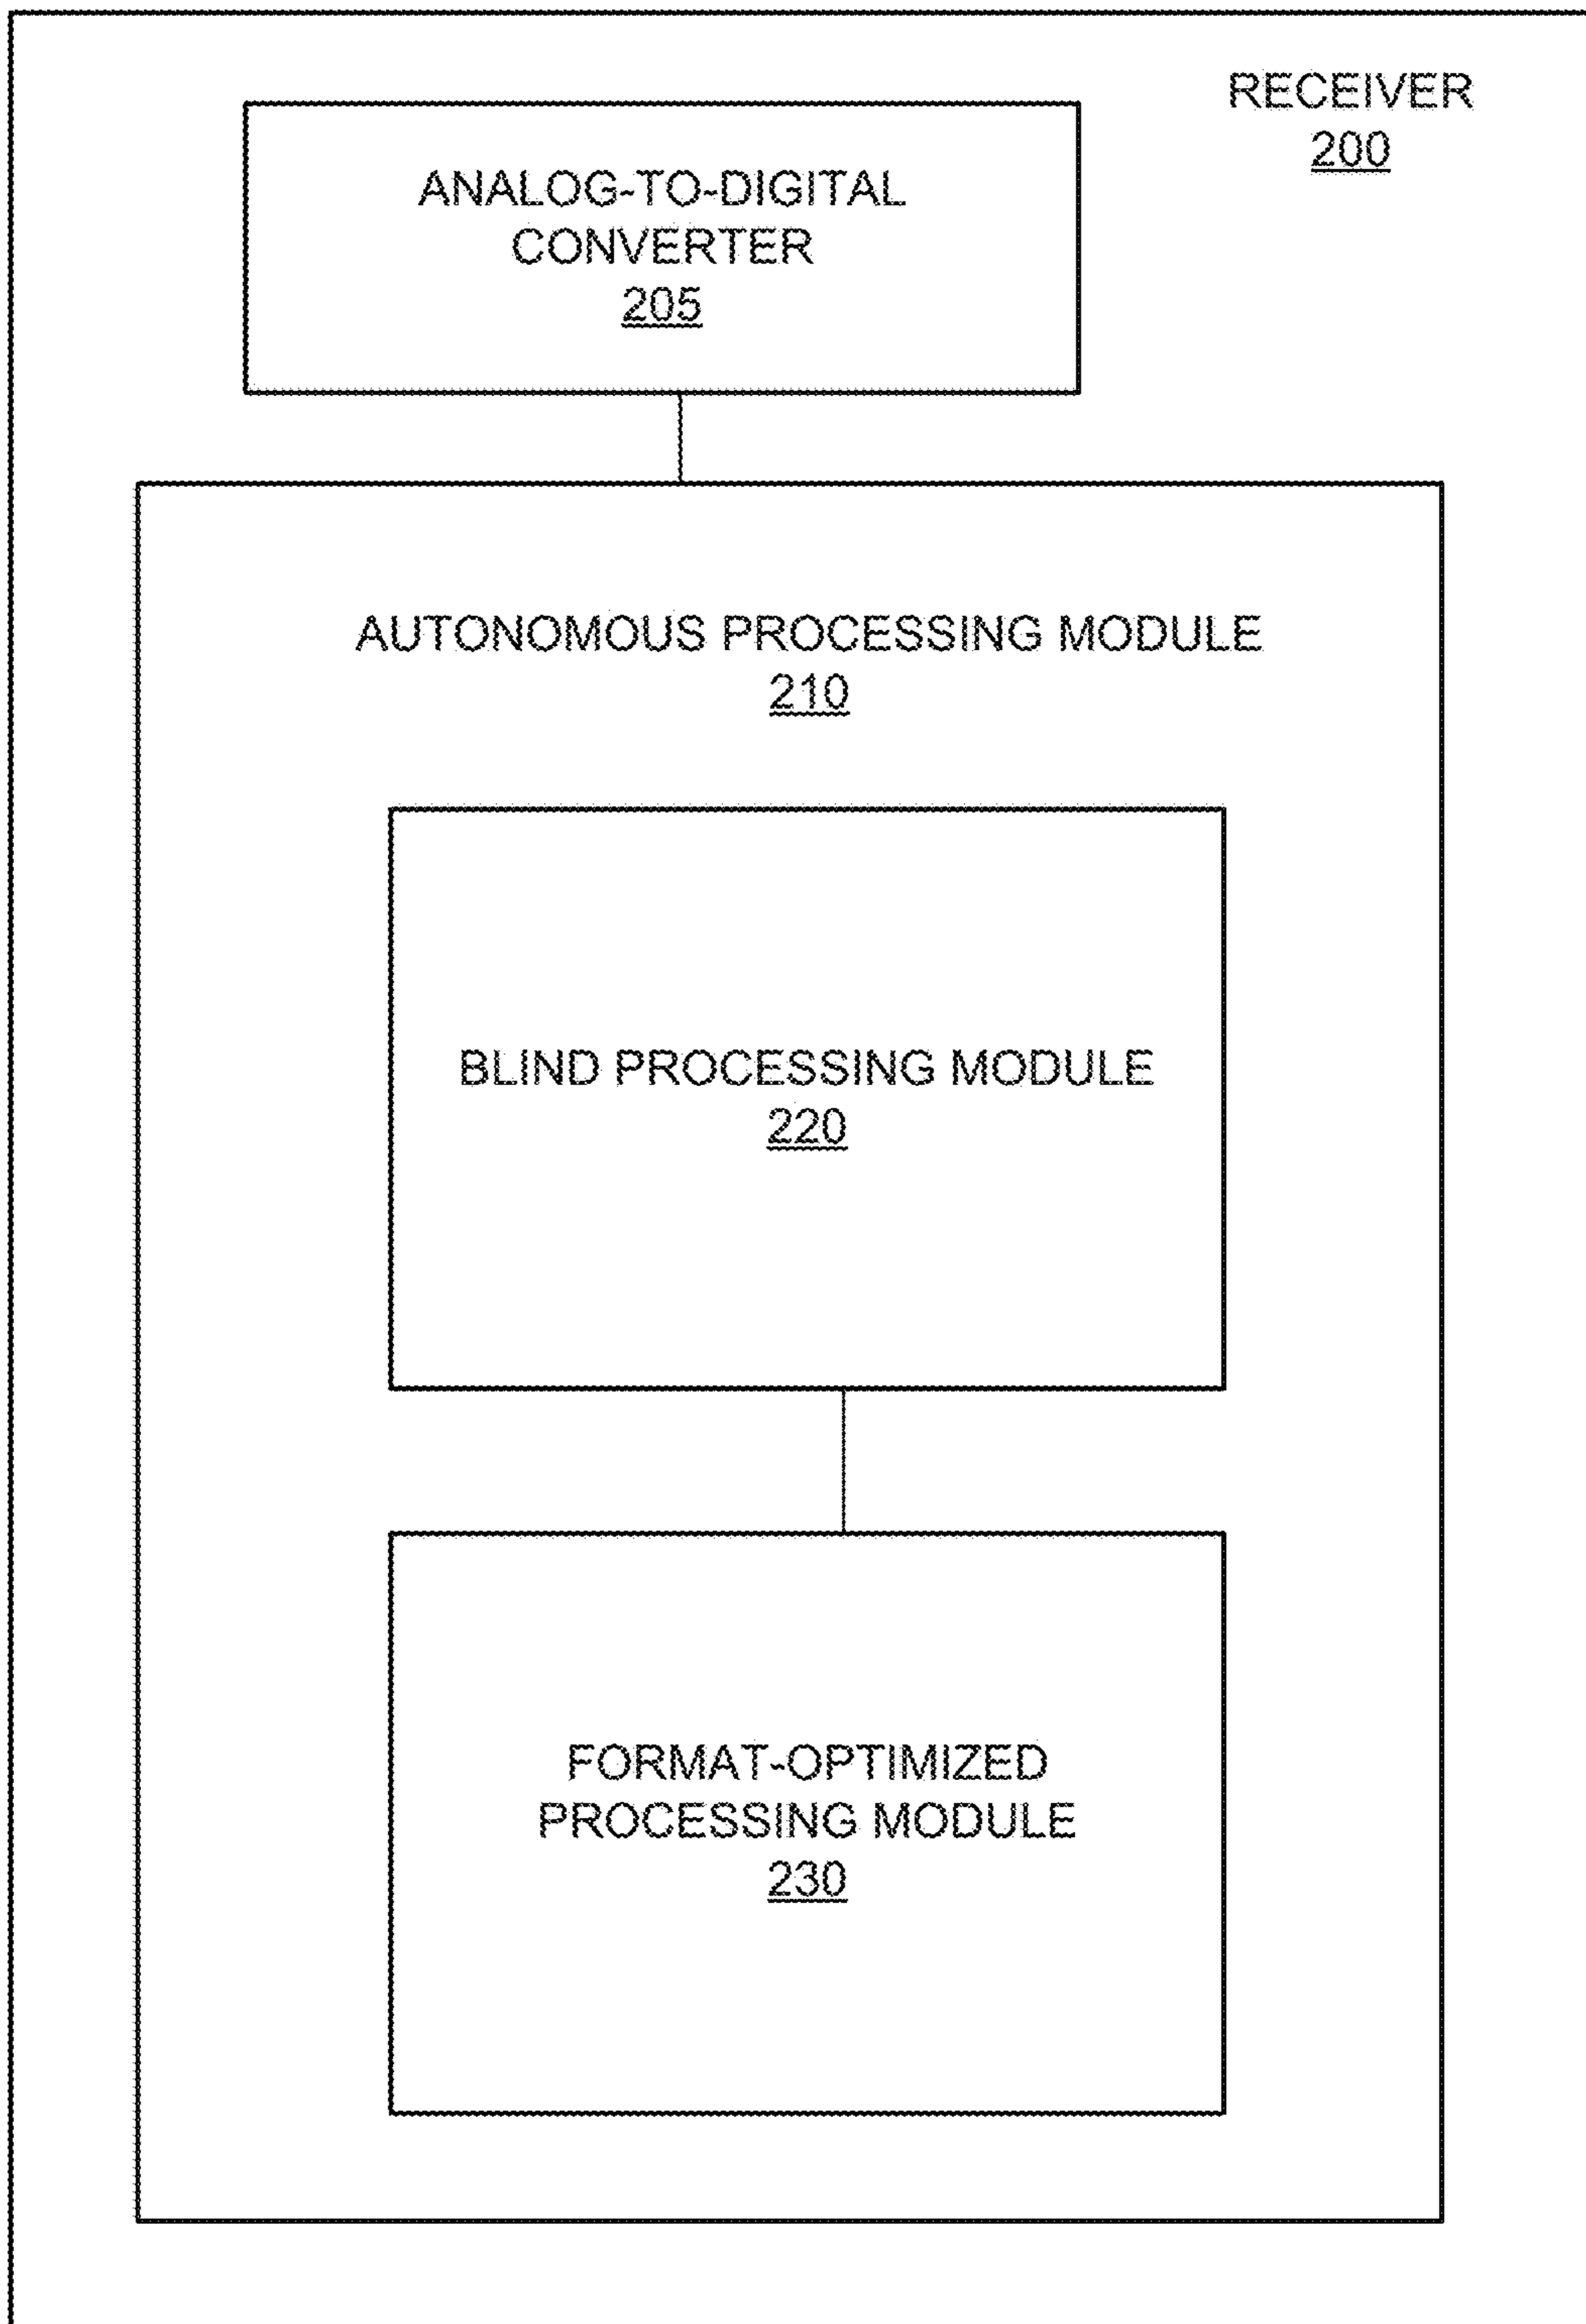 RECEIVER
200
ANALOG-TO-DIGITAL
CONVERTER
205
AUTONOMOUS PROCESSING MODULE
210
BLIND PROCESSING MODULE
220
FORMAT-OPTIMIZED
PROCESSING MODULE
230